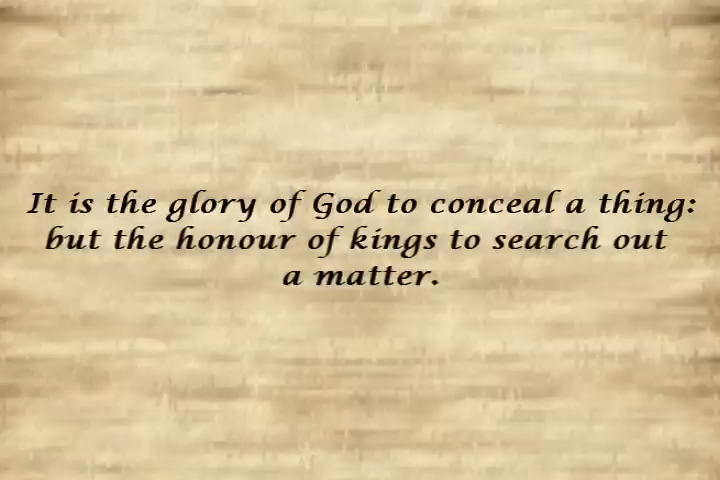 It is the glory of God to conceal a thing:
but the honour of kings to search out
a matter.